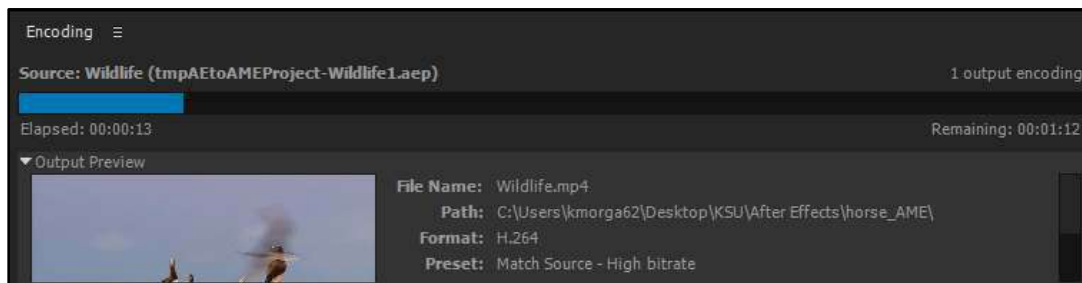 Encoding ≡
Source: Wildlife (tmpAEtoAMEProject-Wildlife1.aep) 1 output encoding
Elapsed: 00:00:13 Remaining: 00:01:12
Output Preview
File Name: Wildlife.mp4
Path: C:\Users\kmorga62\Desktop\KSU\After Effects\horse_AME\
Format: H.264
Preset: Match Source - High bitrate